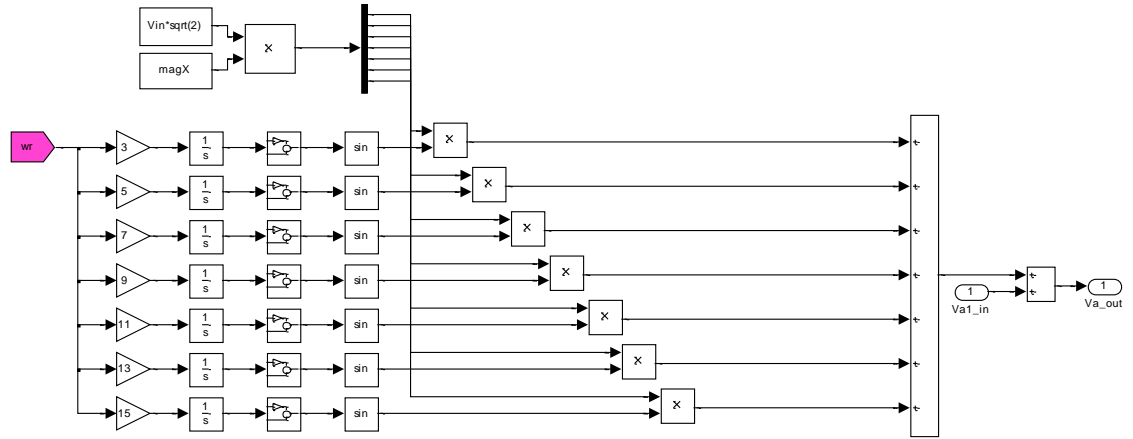 Vin*sqrt(2)
magX
×
wr
3
1
s
sin
×
+
5
1
s
sin
×
+
7
1
s
sin
×
+
9
1
s
sin
×
+
+
1
Va1_in
+
1
Va_out
11
1
s
sin
×
+
13
1
s
sin
×
+
15
1
s
sin
×
+